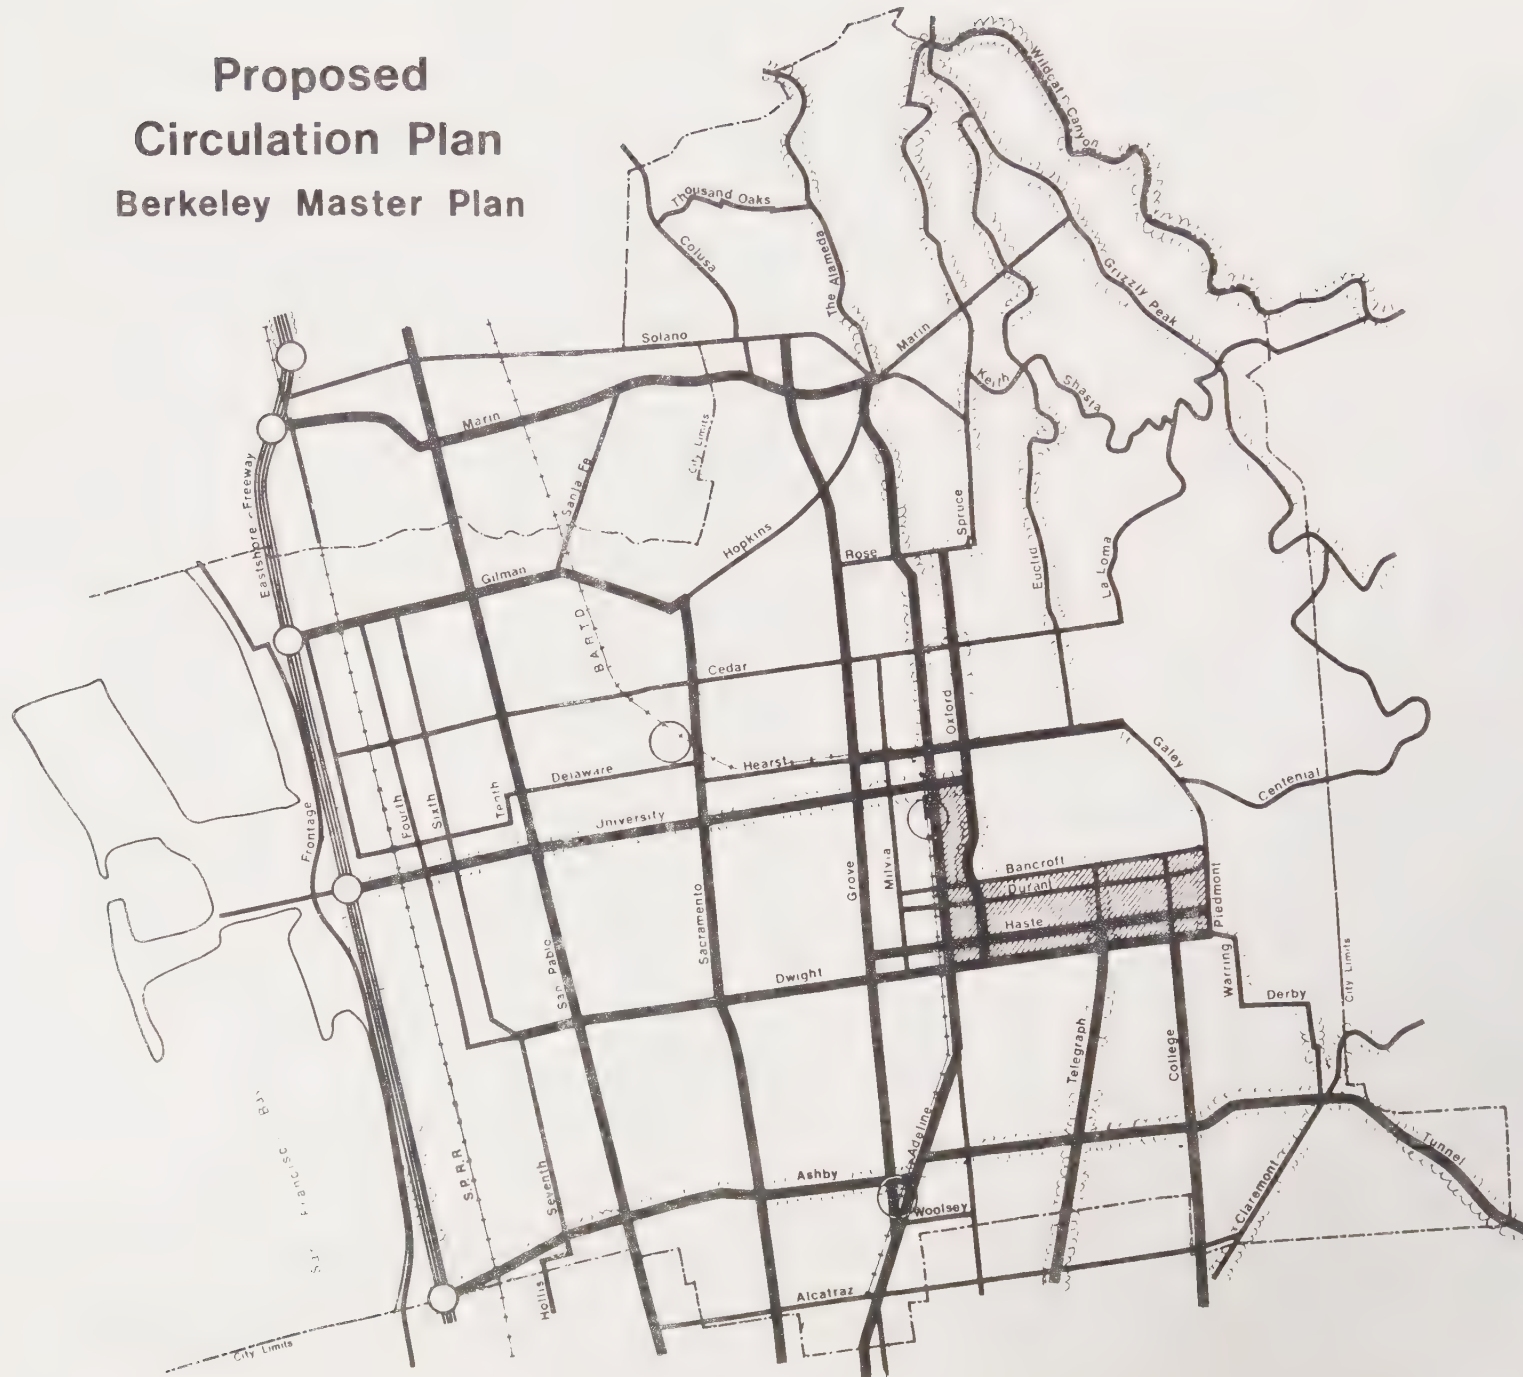 Proposed
Circulation Plan
Berkeley Master Plan
Wildcat Canyon
Thousand Oaks
Colusa
The Alameda
Grizzly Peak
Solano
Marin
Keith
Shasta
Marin
City Limits
Santa Fe
Eastshore Freeway
Spruce
Hopkins
Rose
Euclid
La Loma
Gilman
BARTD
Cedar
Oxford
Galey
Hearst
Delaware
Centenial
Tenth
Fourth
Sixth
University
Frontage
Bancroft
Durant
Grove
Milvia
Haste
Piedmont
Sacramento
San Pablo
Dwight
Warring
Derby
City Limits
Telegraph
College
Adeline
S.P.R.R
Seventh
Ashby
Woolsey
Claremont
Tunnel
Hollis
Alcatraz
City Limits